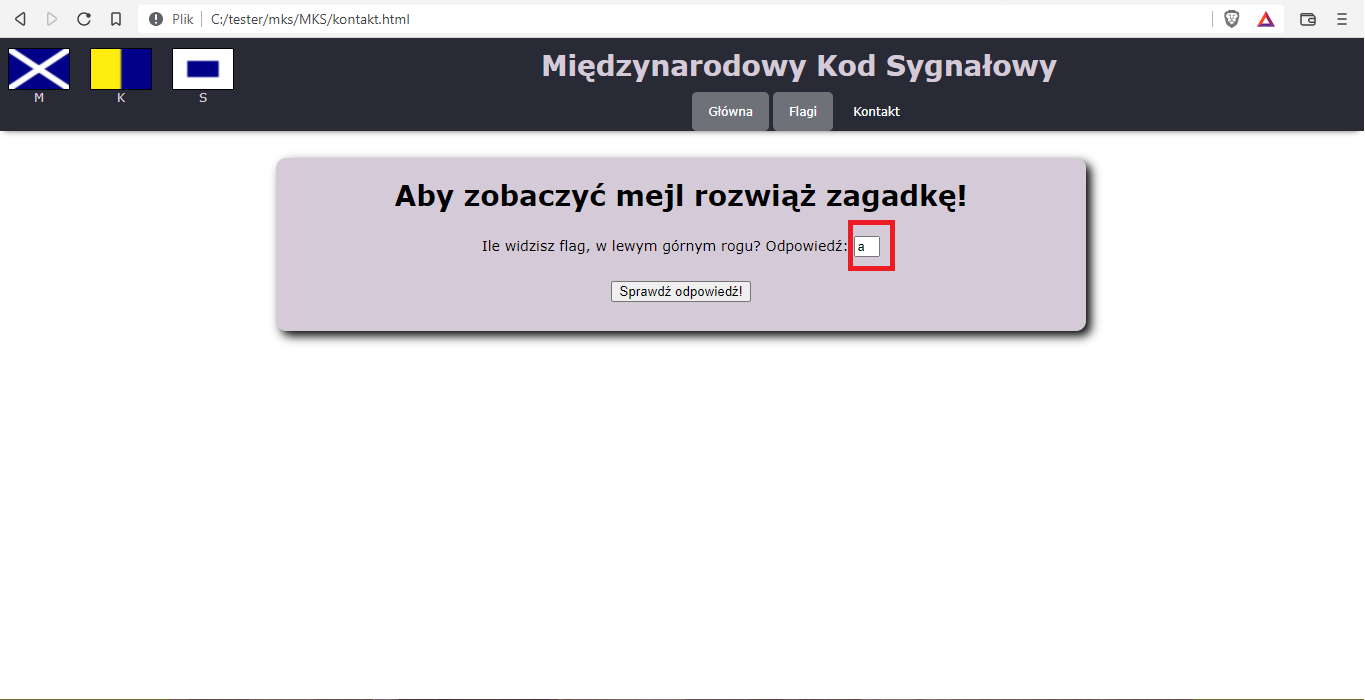 Plik C:/tester/mks/MKS/kontakt.html
M K S
Międzynarodowy Kod Sygnałowy
Główna Flagi Kontakt
Aby zobaczyć mejl rozwiąż zagadkę!
Ile widzisz flag, w lewym górnym rogu? Odpowiedź: a
Sprawdź odpowiedź!